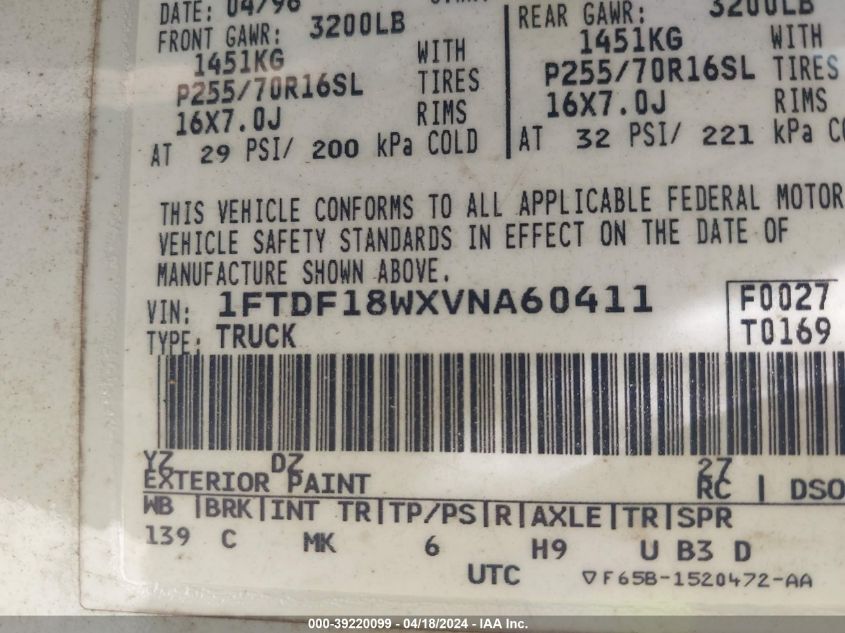 DATE: 04/96
FRONT GAWR: 3200LB
1451KG WITH
P255/70R16SL TIRES
16X7.0J RIMS
AT 29 PSI/ 200 kPa COLD
REAR GAWR: 3200LB
1451KG WITH
P255/70R16SL TIRES
16X7.0J RIMS
AT 32 PSI/ 221 kPa CO
THIS VEHICLE CONFORMS TO ALL APPLICABLE FEDERAL MOTOR
VEHICLE SAFETY STANDARDS IN EFFECT ON THE DATE OF
MANUFACTURE SHOWN ABOVE.
VIN: 1FTDF18WXVNA60411
F0027
TYPE: TRUCK
T0169
YZ DZ 27
EXTERIOR PAINT RC | DSO
WB |BRK|INT TR|TP/PS|R|AXLE|TR|SPR
139 C MK 6 H9 U B3 D
UTC ▽F65B-1520472-AA
000-39220099 - 04/18/2024 - IAA Inc.